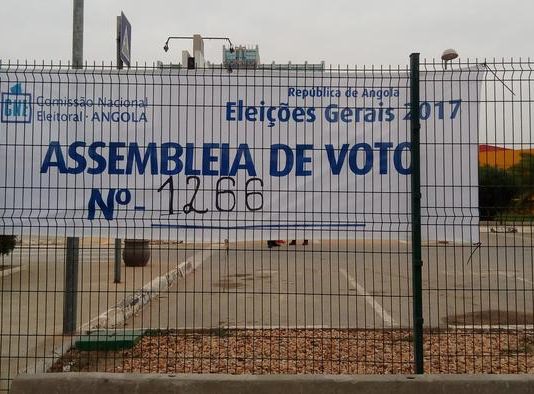 República de Angola
CNE Comissão Nacional
Eleitoral · ANGOLA
Eleições Gerais 2017
ASSEMBLEIA DE VOTO
Nº- 1266